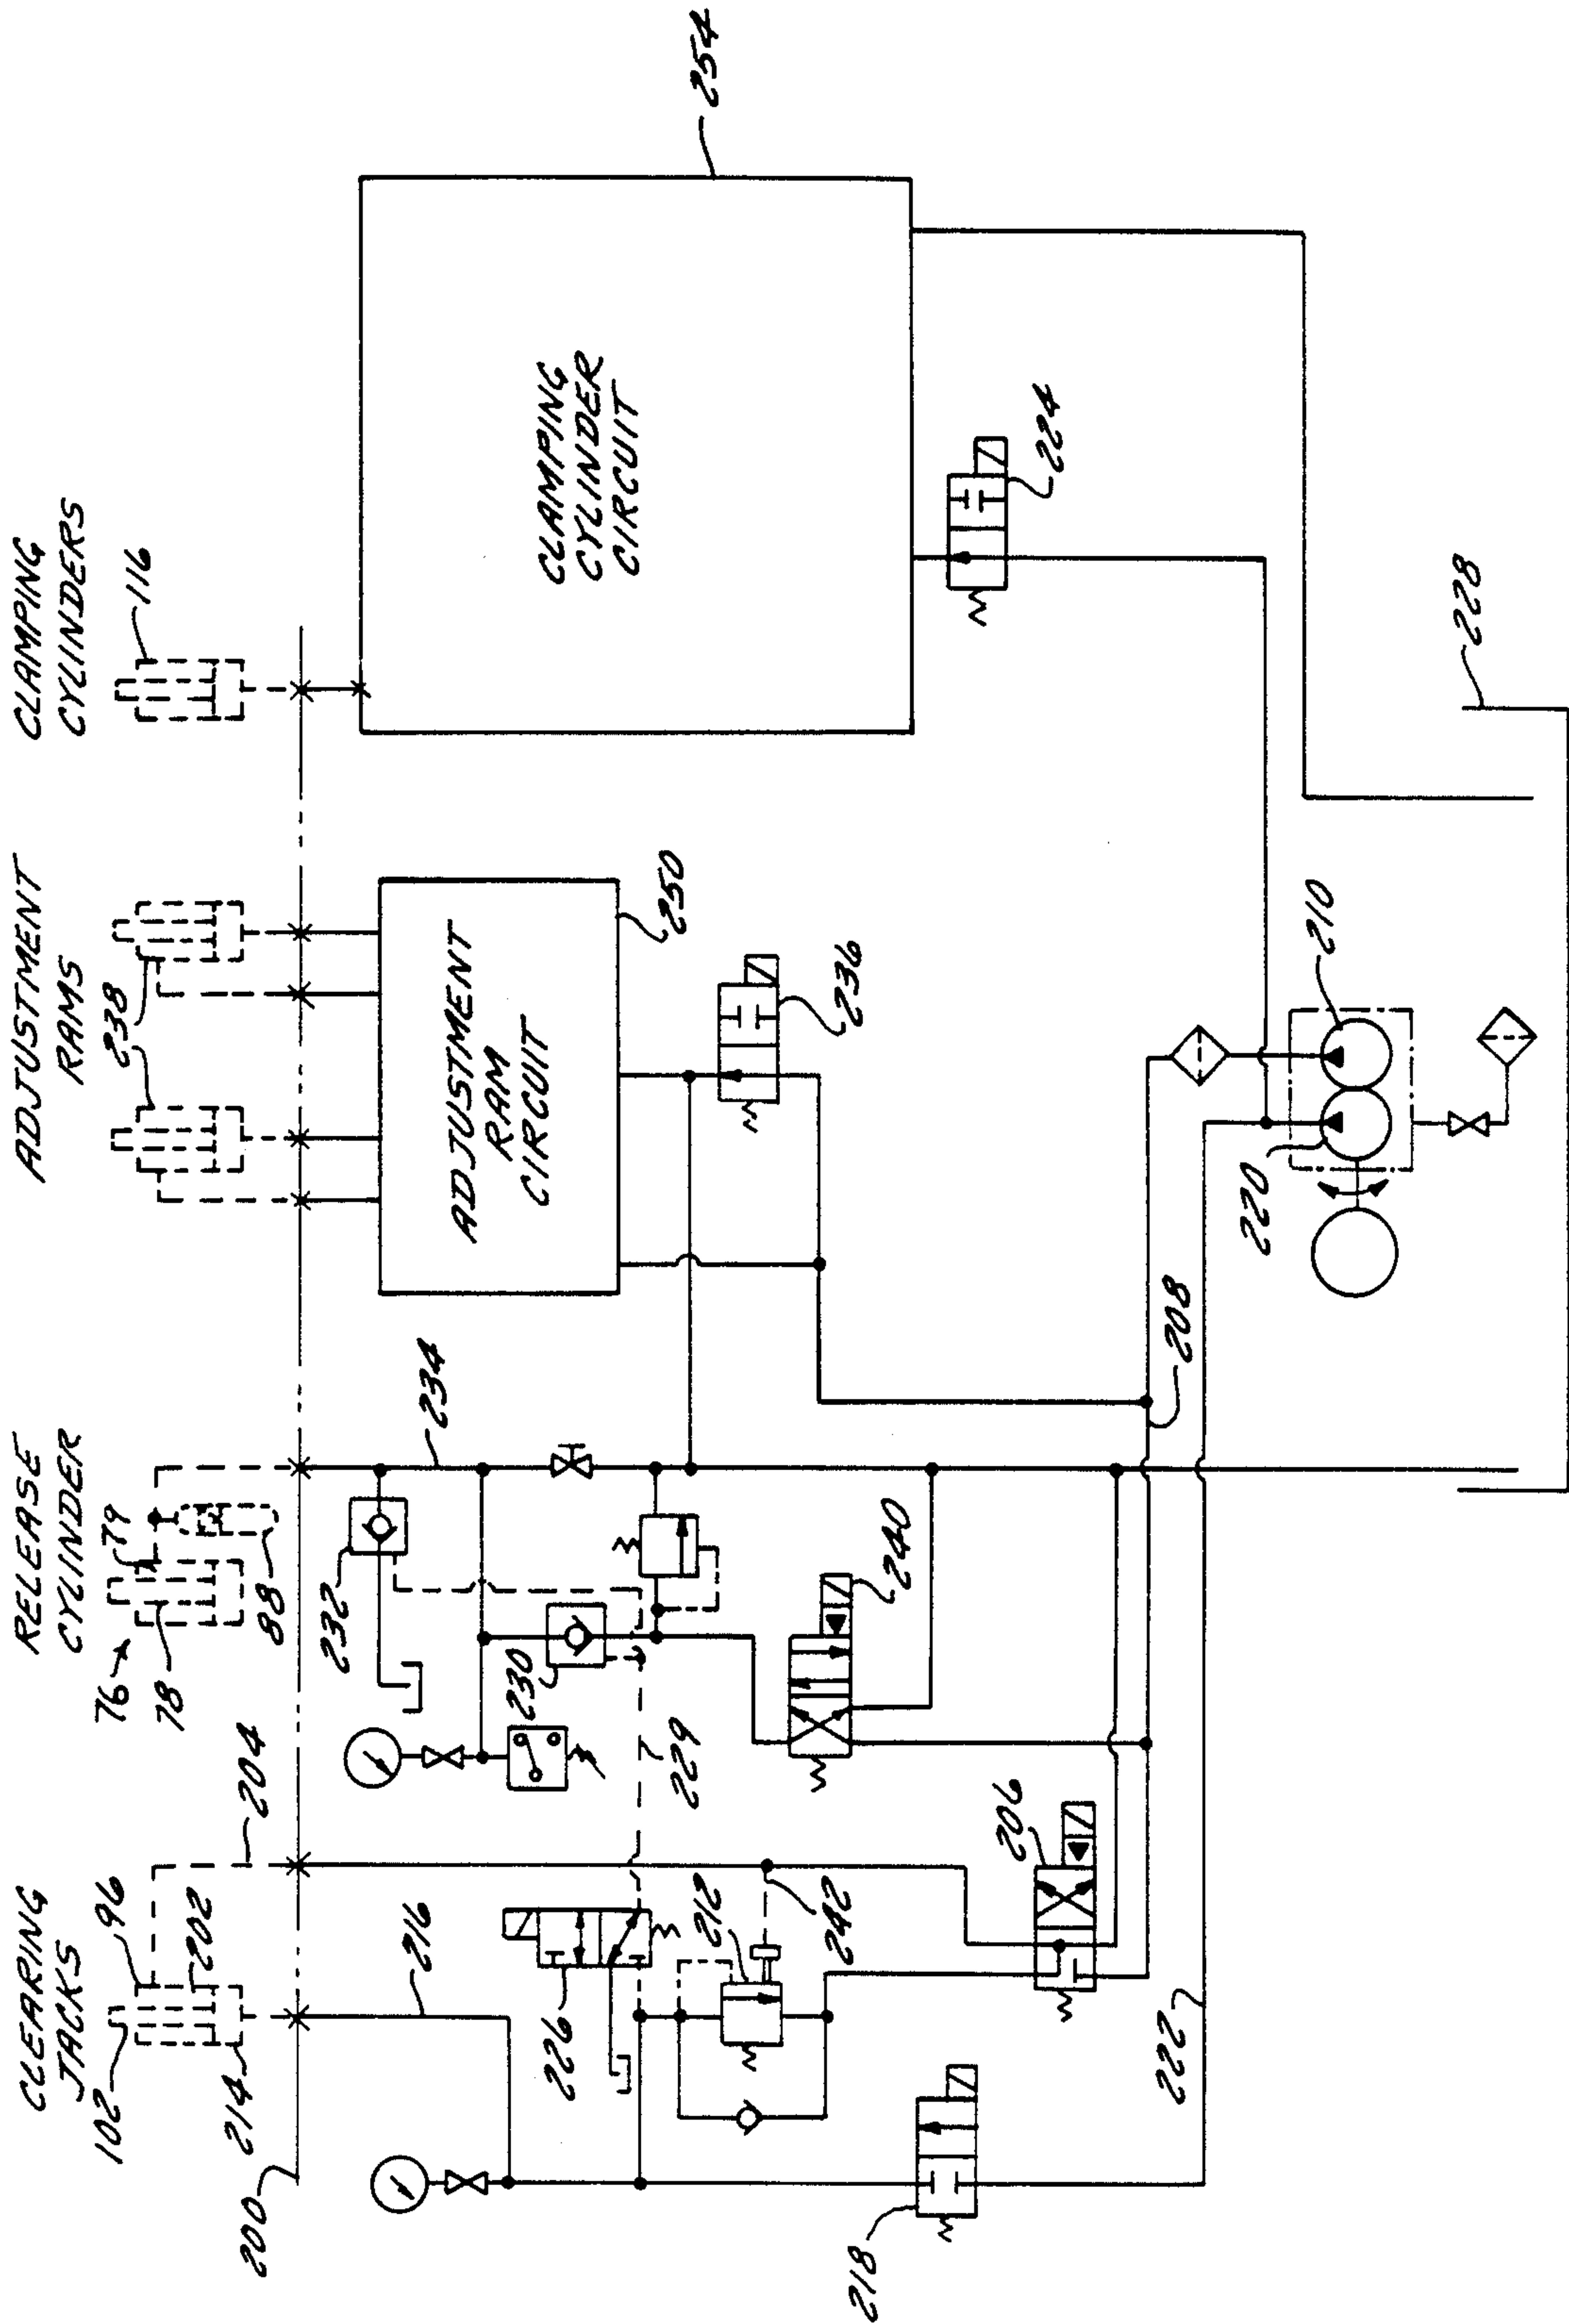 CLEARING
JACKS
RELEASE
CYLINDER
ADJUSTMENT
RAMS
CLAMPING
CYLINDERS
102
96
202
214
204
200
216
76
79
78
88
232
234
238
116
ADJUSTMENT
RAM
CIRCUIT
250
CLAMPING
CYLINDER
CIRCUIT
254
230
229
226
212
242
240
236
224
206
218
222
208
220
210
228